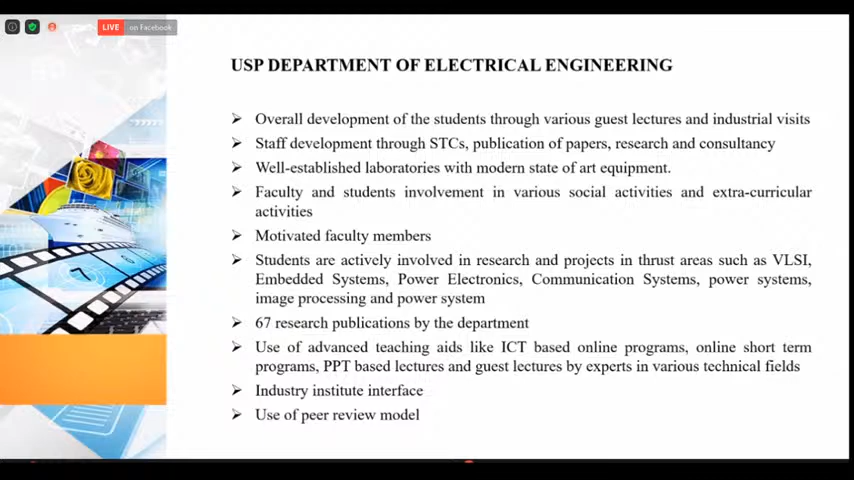 LIVE on Facebook
USP DEPARTMENT OF ELECTRICAL ENGINEERING
➢ Overall development of the students through various guest lectures and industrial visits
➢ Staff development through STCs, publication of papers, research and consultancy
➢ Well-established laboratories with modern state of art equipment.
➢ Faculty and students involvement in various social activities and extra-curricular
activities
➢ Motivated faculty members
➢ Students are actively involved in research and projects in thrust areas such as VLSI,
Embedded Systems, Power Electronics, Communication Systems, power systems,
image processing and power system
➢ 67 research publications by the department
➢ Use of advanced teaching aids like ICT based online programs, online short term
programs, PPT based lectures and guest lectures by experts in various technical fields
➢ Industry institute interface
➢ Use of peer review model
7